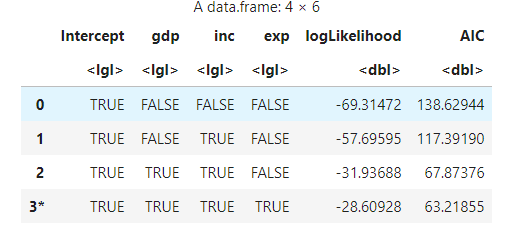 A data.frame: 4 × 6
Intercept gdp inc exp logLikelihood AIC
<lgl> <lgl> <lgl> <lgl> <dbl> <dbl>
0 TRUE FALSE FALSE FALSE -69.31472 138.62944
1 TRUE FALSE TRUE FALSE -57.69595 117.39190
2 TRUE TRUE TRUE FALSE -31.93688 67.87376
3* TRUE TRUE TRUE TRUE -28.60928 63.21855